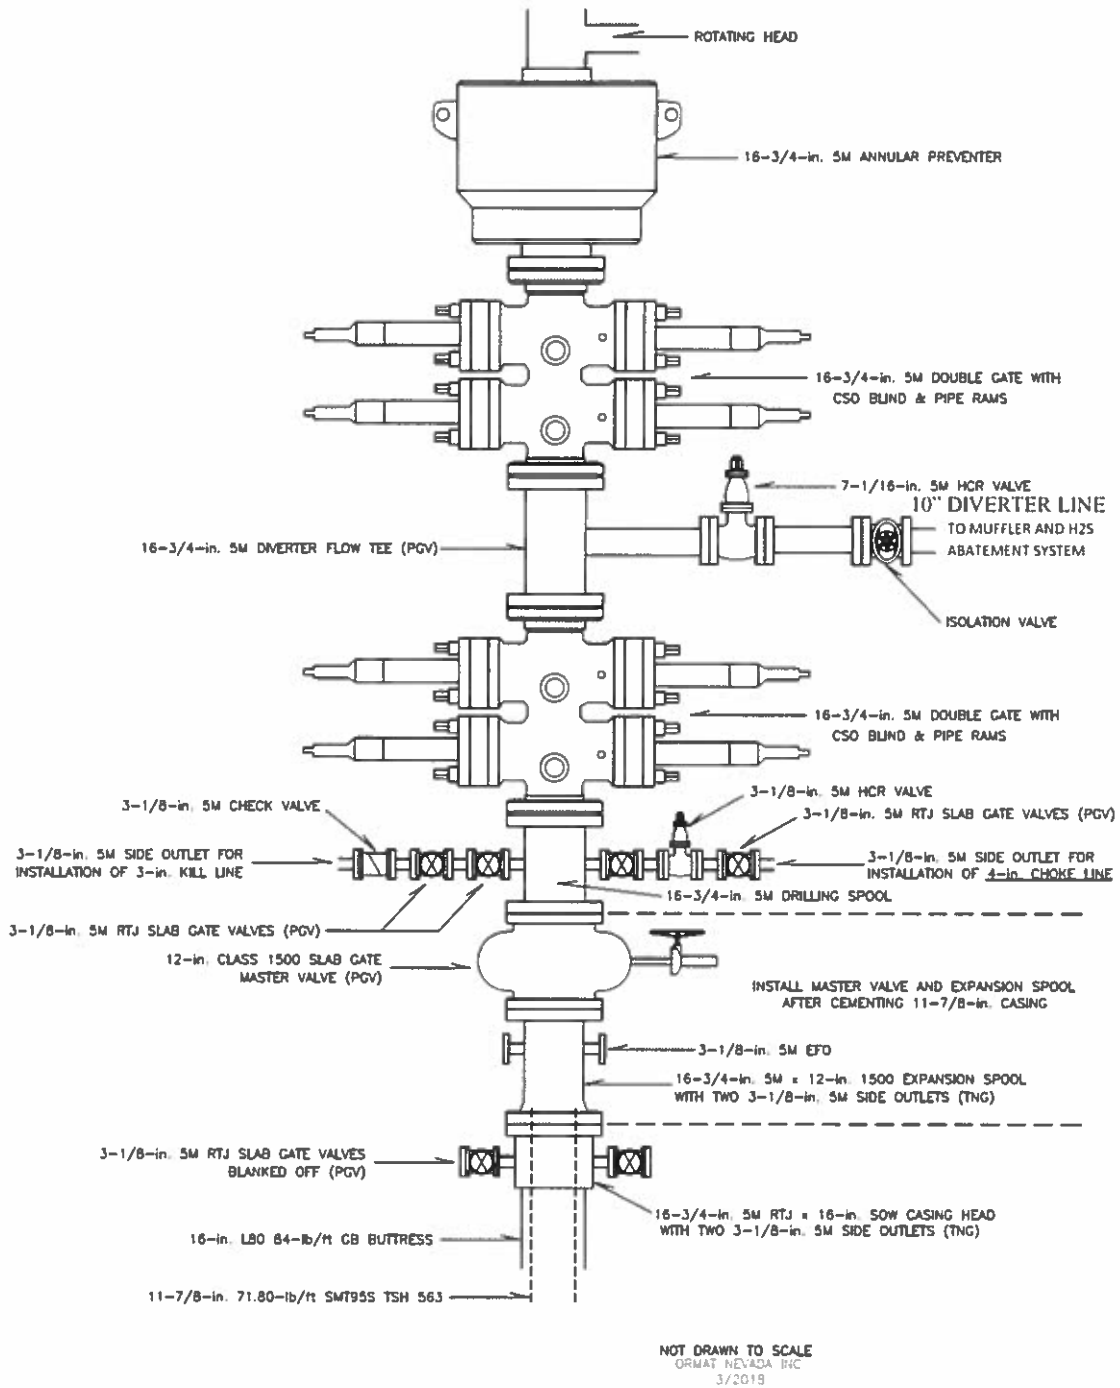 ROTATING HEAD
16-3/4-in. 5M ANNULAR PREVENTER
16-3/4-in. 5M DOUBLE GATE WITH
CSO BLIND & PIPE RAMS
7-1/16-in. 5M HCR VALVE
10" DIVERTER LINE
TO MUFFLER AND H2S
ABATEMENT SYSTEM
16-3/4-in. 5M DIVERTER FLOW TEE (PGV)
ISOLATION VALVE
16-3/4-in. 5M DOUBLE GATE WITH
CSO BLIND & PIPE RAMS
3-1/8-in. 5M CHECK VALVE
3-1/8-in. 5M HCR VALVE
3-1/8-in. 5M RTJ SLAB GATE VALVES (PGV)
3-1/8-in. 5M SIDE OUTLET FOR
INSTALLATION OF 3-in. KILL LINE
3-1/8-in. 5M SIDE OUTLET FOR
INSTALLATION OF 4-in. CHOKE LINE
16-3/4-in. 5M DRILLING SPOOL
3-1/8-in. 5M RTJ SLAB GATE VALVES (PGV)
12-in. CLASS 1500 SLAB GATE
MASTER VALVE (PGV)
INSTALL MASTER VALVE AND EXPANSION SPOOL
AFTER CEMENTING 11-7/8-in. CASING
3-1/8-in. 5M EFO
16-3/4-in. 5M x 12-in. 1500 EXPANSION SPOOL
WITH TWO 3-1/8-in. 5M SIDE OUTLETS (TNG)
3-1/8-in. 5M RTJ SLAB GATE VALVES
BLANKED OFF (PGV)
16-3/4-in. 5M RTJ x 16-in. SOW CASING HEAD
WITH TWO 3-1/8-in. 5M SIDE OUTLETS (TNG)
16-in. L80 84-lb/ft GB BUTTRESS
11-7/8-in. 71.80-lb/ft SMT95S TSH 563
NOT DRAWN TO SCALE
ORMAT NEVADA INC
3/2019